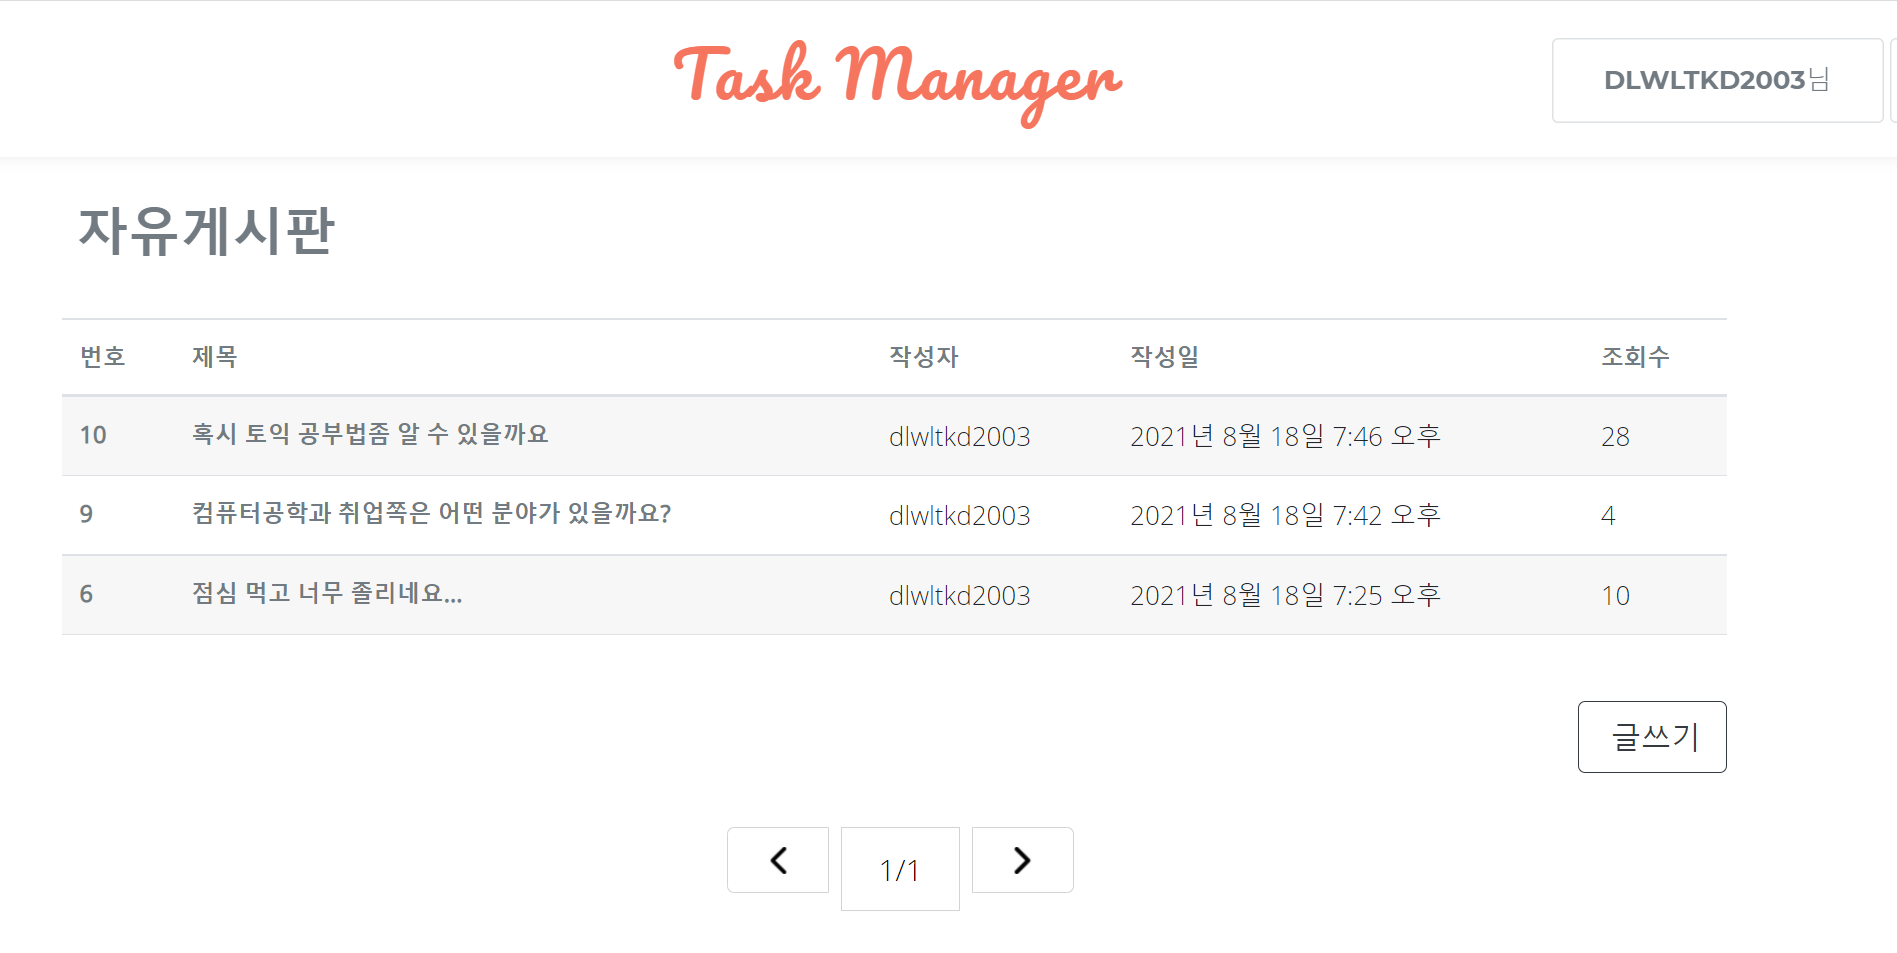 Task Manager
DLWLTKD2003님
자유게시판
번호 제목 작성자 작성일 조회수
10 혹시 토익 공부법좀 알 수 있을까요 dlwltkd2003 2021년 8월 18일 7:46 오후 28
9 컴퓨터공학과 취업쪽은 어떤 분야가 있을까요? dlwltkd2003 2021년 8월 18일 7:42 오후 4
6 점심 먹고 너무 졸리네요... dlwltkd2003 2021년 8월 18일 7:25 오후 10
글쓰기
1/1